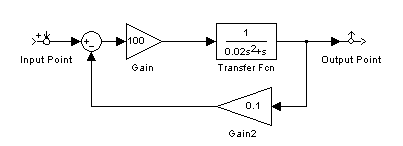 +
−
100
1
0.02s²+s
Input Point
Gain
Transfer Fcn
Output Point
0.1
Gain2